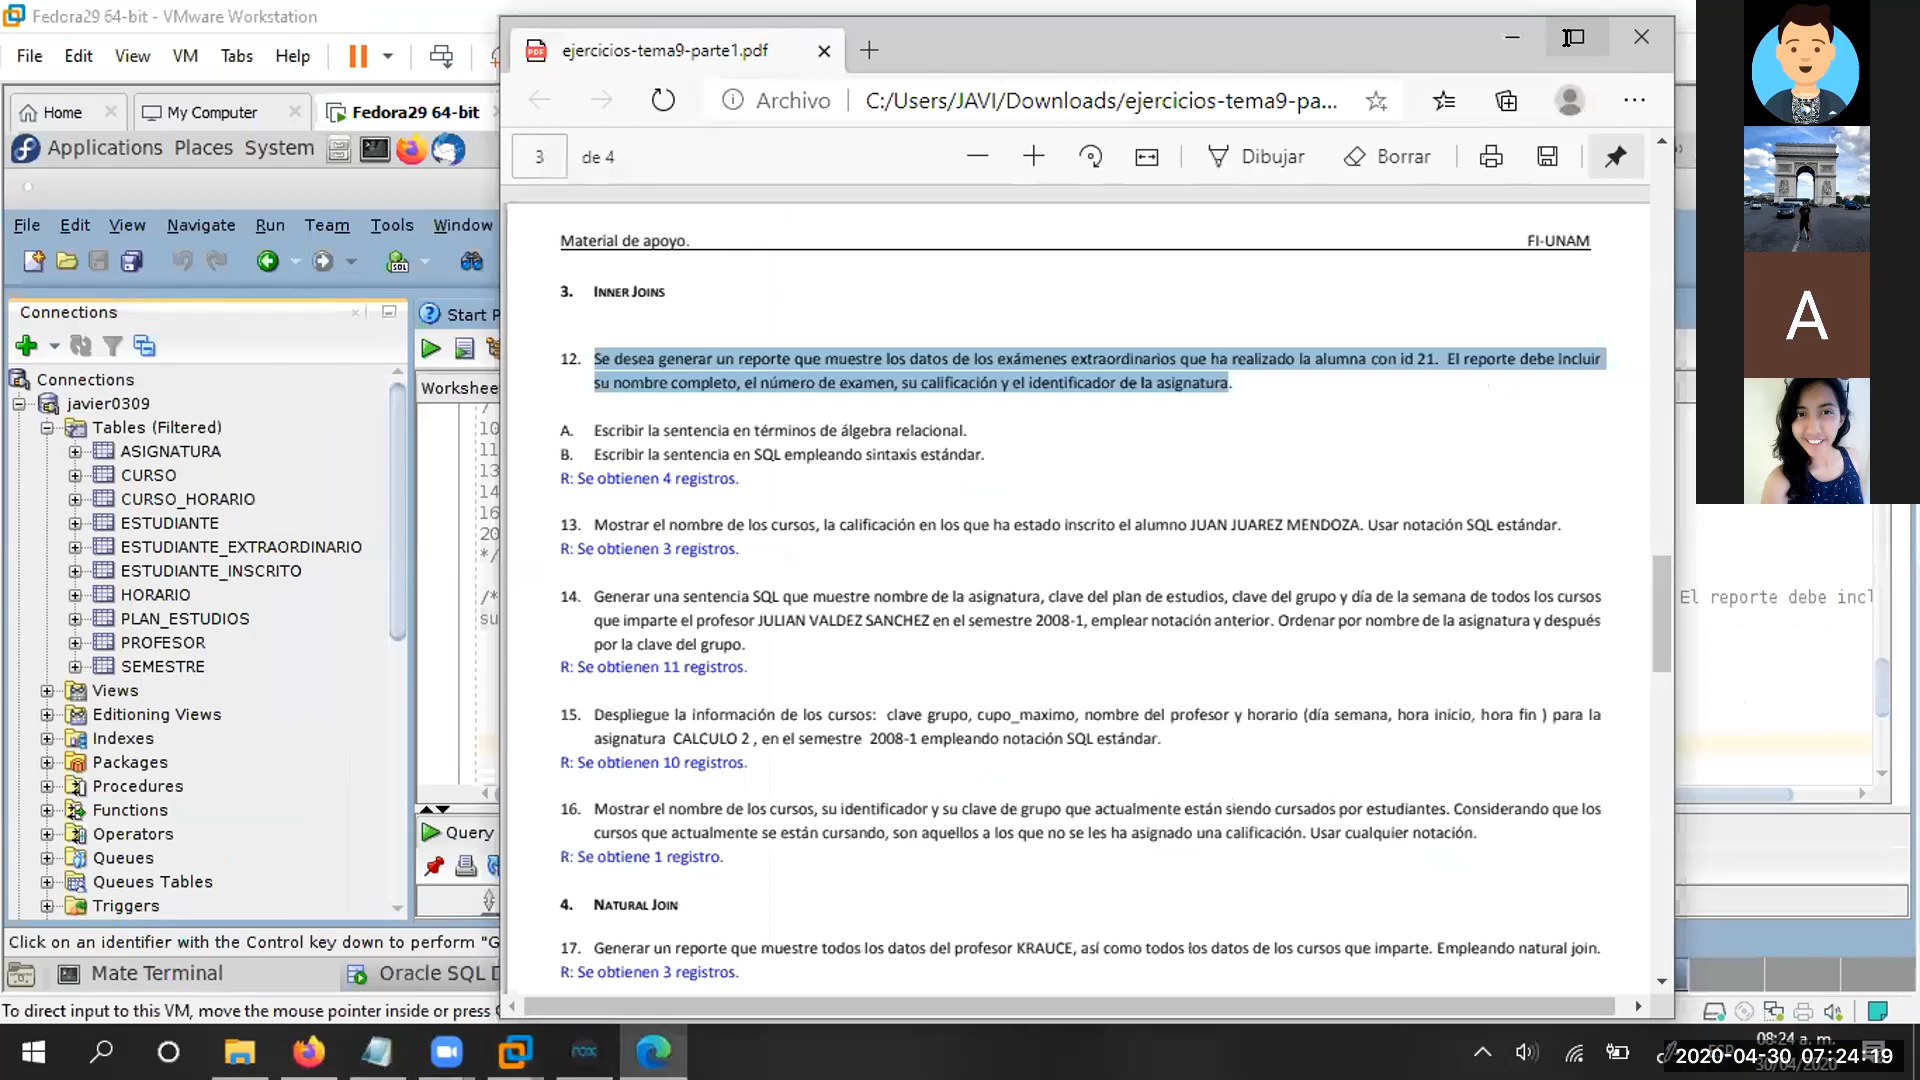 Fedora29 64-bit - VMware Workstation
File Edit View VM Tabs Help
Home
My Computer
Fedora29 64-bit
Applications Places System
File Edit View Navigate Run Team Tools Window
Connections
Connections
javier0309
Tables (Filtered)
ASIGNATURA
CURSO
CURSO_HORARIO
ESTUDIANTE
ESTUDIANTE_EXTRAORDINARIO
ESTUDIANTE_INSCRITO
HORARIO
PLAN_ESTUDIOS
PROFESOR
SEMESTRE
Views
Editioning Views
Indexes
Packages
Procedures
Functions
Operators
Queues
Queues Tables
Triggers
Click on an identifier with the Control key down to perform "G
Mate Terminal
Oracle SQL D
To direct input to this VM, move the mouse pointer inside or press
Start P
Workshee
/
10
11
13
14
16
20
*/
/*
su
Query
ejercicios-tema9-parte1.pdf
Archivo
C:/Users/JAVI/Downloads/ejercicios-tema9-pa...
3 de 4
Dibujar
Borrar
Material de apoyo. FI-UNAM
3. INNER JOINS
12. Se desea generar un reporte que muestre los datos de los exámenes extraordinarios que ha realizado la alumna con id 21. El reporte debe incluir
su nombre completo, el número de examen, su calificación y el identificador de la asignatura.
A. Escribir la sentencia en términos de álgebra relacional.
B. Escribir la sentencia en SQL empleando sintaxis estándar.
R: Se obtienen 4 registros.
13. Mostrar el nombre de los cursos, la calificación en los que ha estado inscrito el alumno JUAN JUAREZ MENDOZA. Usar notación SQL estándar.
R: Se obtienen 3 registros.
14. Generar una sentencia SQL que muestre nombre de la asignatura, clave del plan de estudios, clave del grupo y día de la semana de todos los cursos
que imparte el profesor JULIAN VALDEZ SANCHEZ en el semestre 2008-1, emplear notación anterior. Ordenar por nombre de la asignatura y después
por la clave del grupo.
R: Se obtienen 11 registros.
15. Despliegue la información de los cursos: clave grupo, cupo_maximo, nombre del profesor y horario (día semana, hora inicio, hora fin ) para la
asignatura CALCULO 2 , en el semestre 2008-1 empleando notación SQL estándar.
R: Se obtienen 10 registros.
16. Mostrar el nombre de los cursos, su identificador y su clave de grupo que actualmente están siendo cursados por estudiantes. Considerando que los
cursos que actualmente se están cursando, son aquellos a los que no se les ha asignado una calificación. Usar cualquier notación.
R: Se obtiene 1 registro.
4. NATURAL JOIN
17. Generar un reporte que muestre todos los datos del profesor KRAUCE, así como todos los datos de los cursos que imparte. Empleando natural join.
R: Se obtienen 3 registros.
El reporte debe incl
A
nox
08:24 a. m.
30/04/2020
2020-04-30 07:24:19